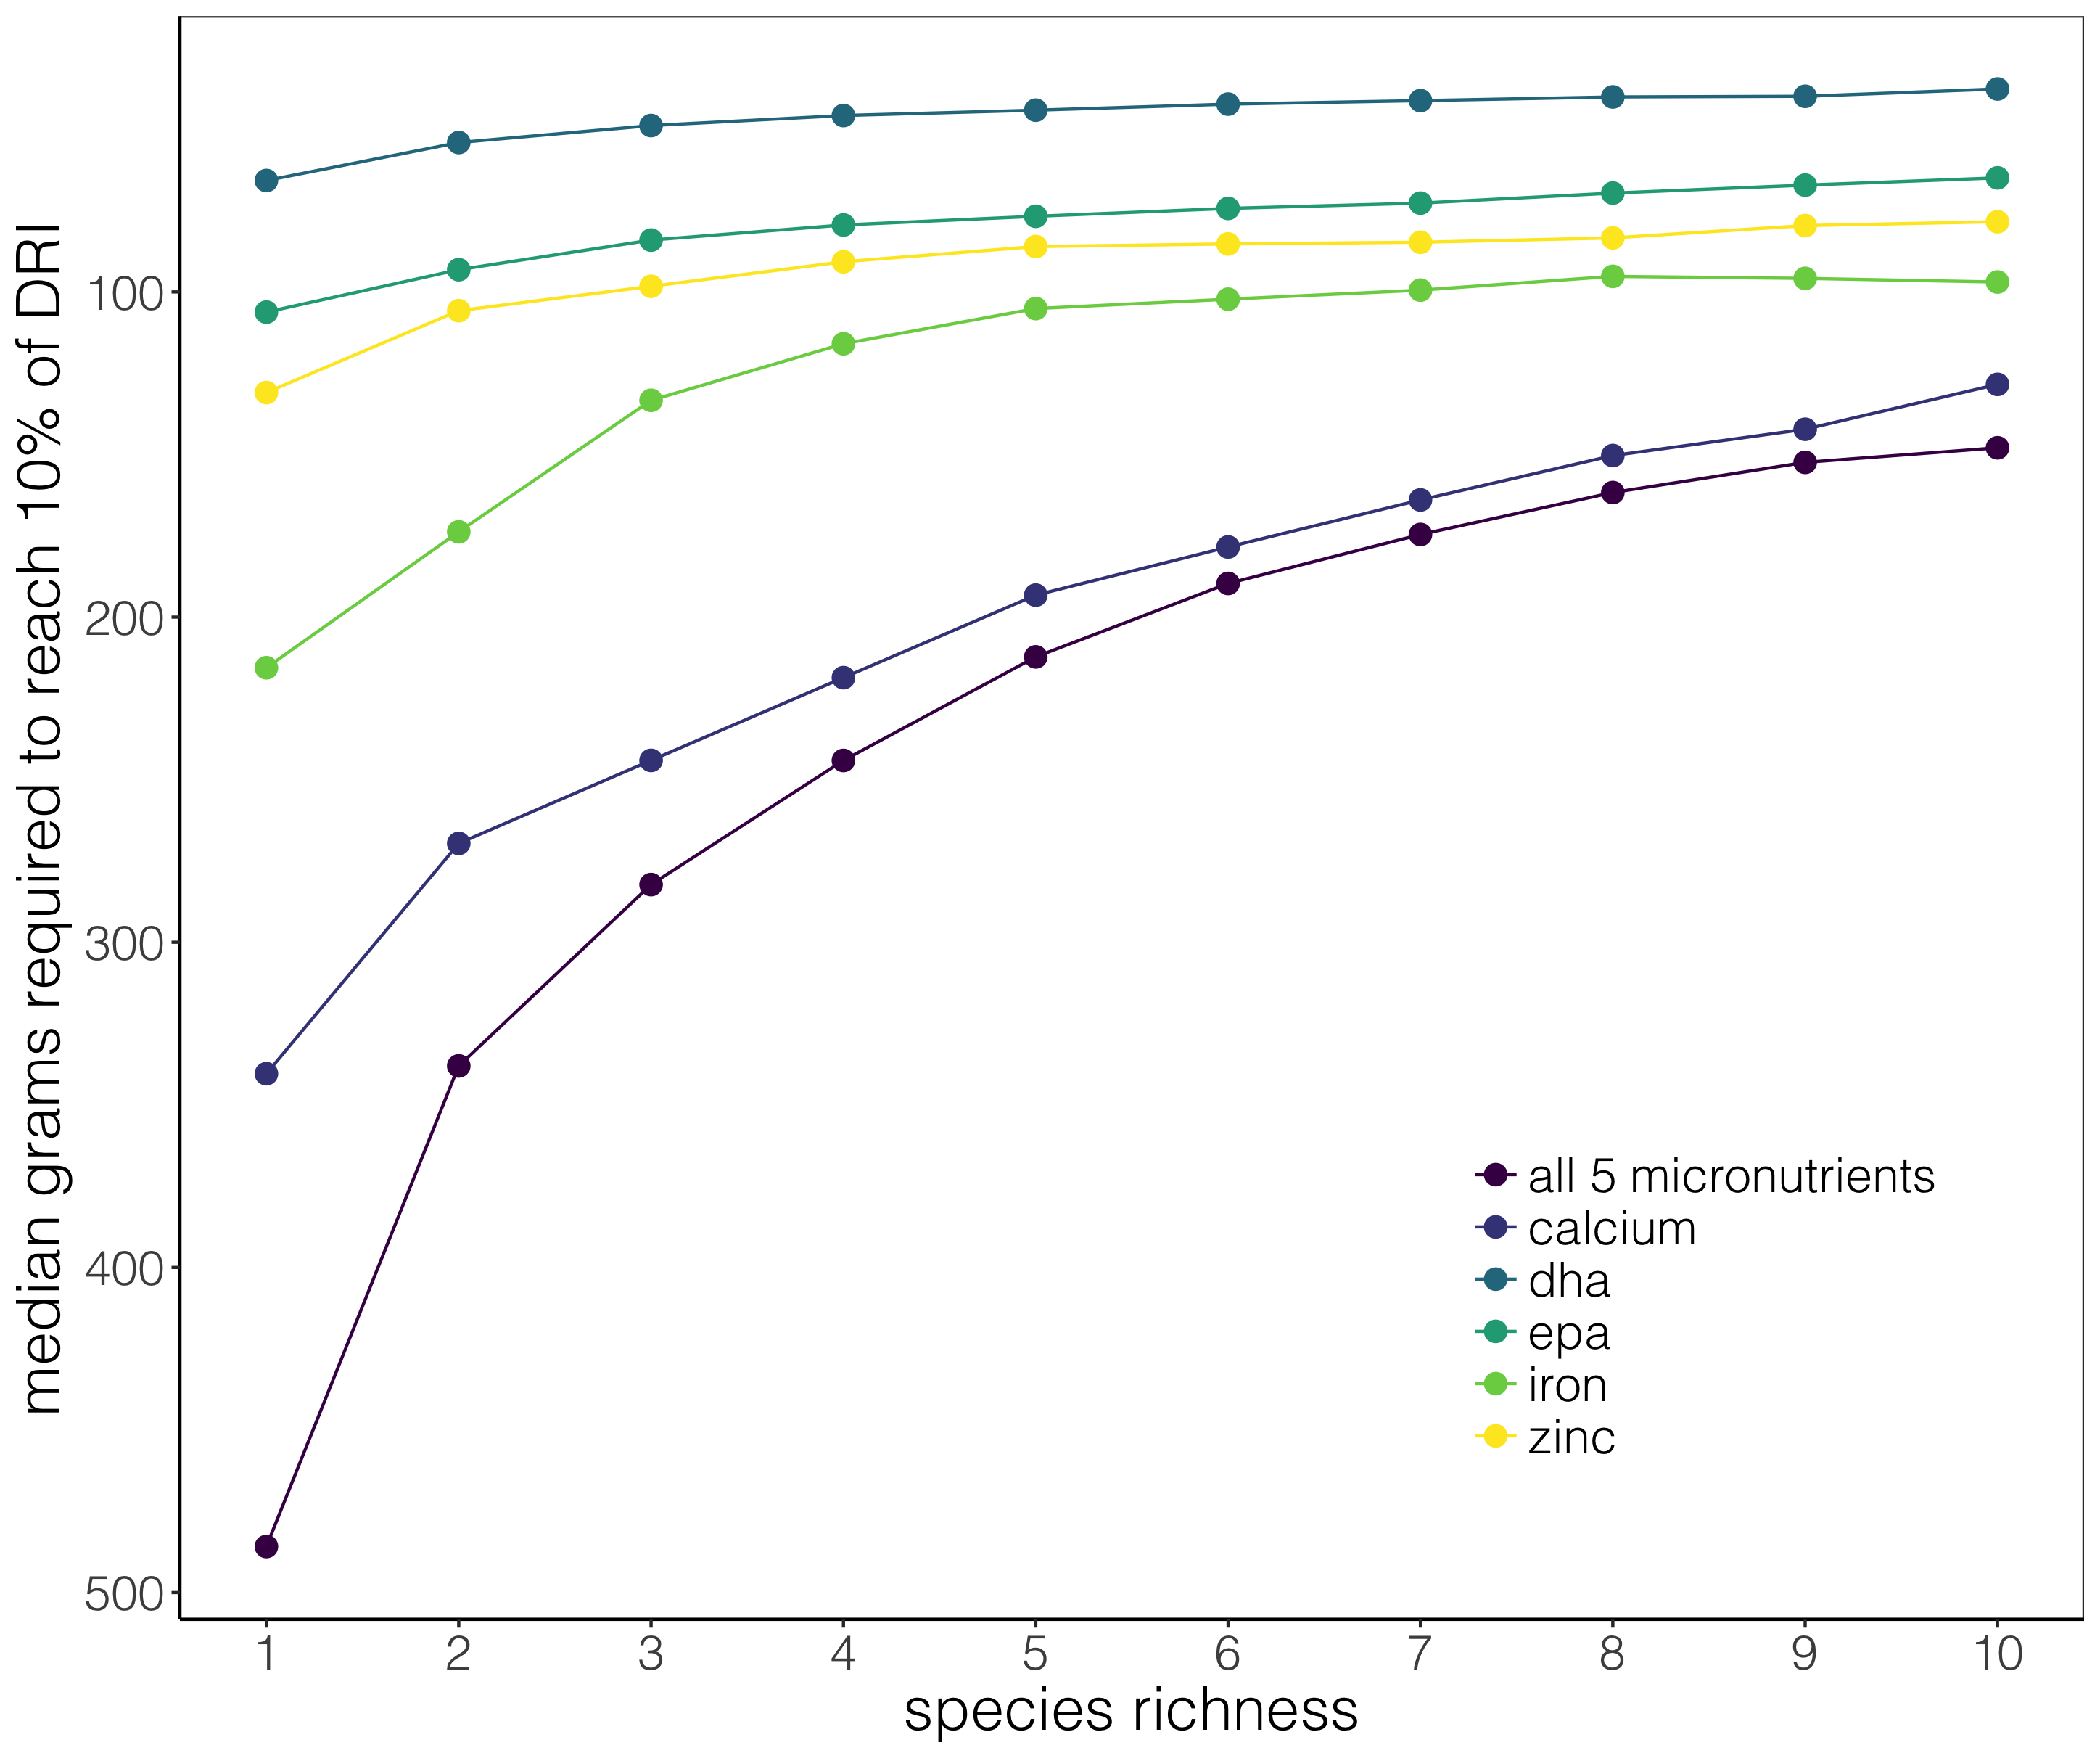 median grams required to reach 10% of DRI
100
200
300
400
500
1 2 3 4 5 6 7 8 9 10
species richness
all 5 micronutrients
calcium
dha
epa
iron
zinc